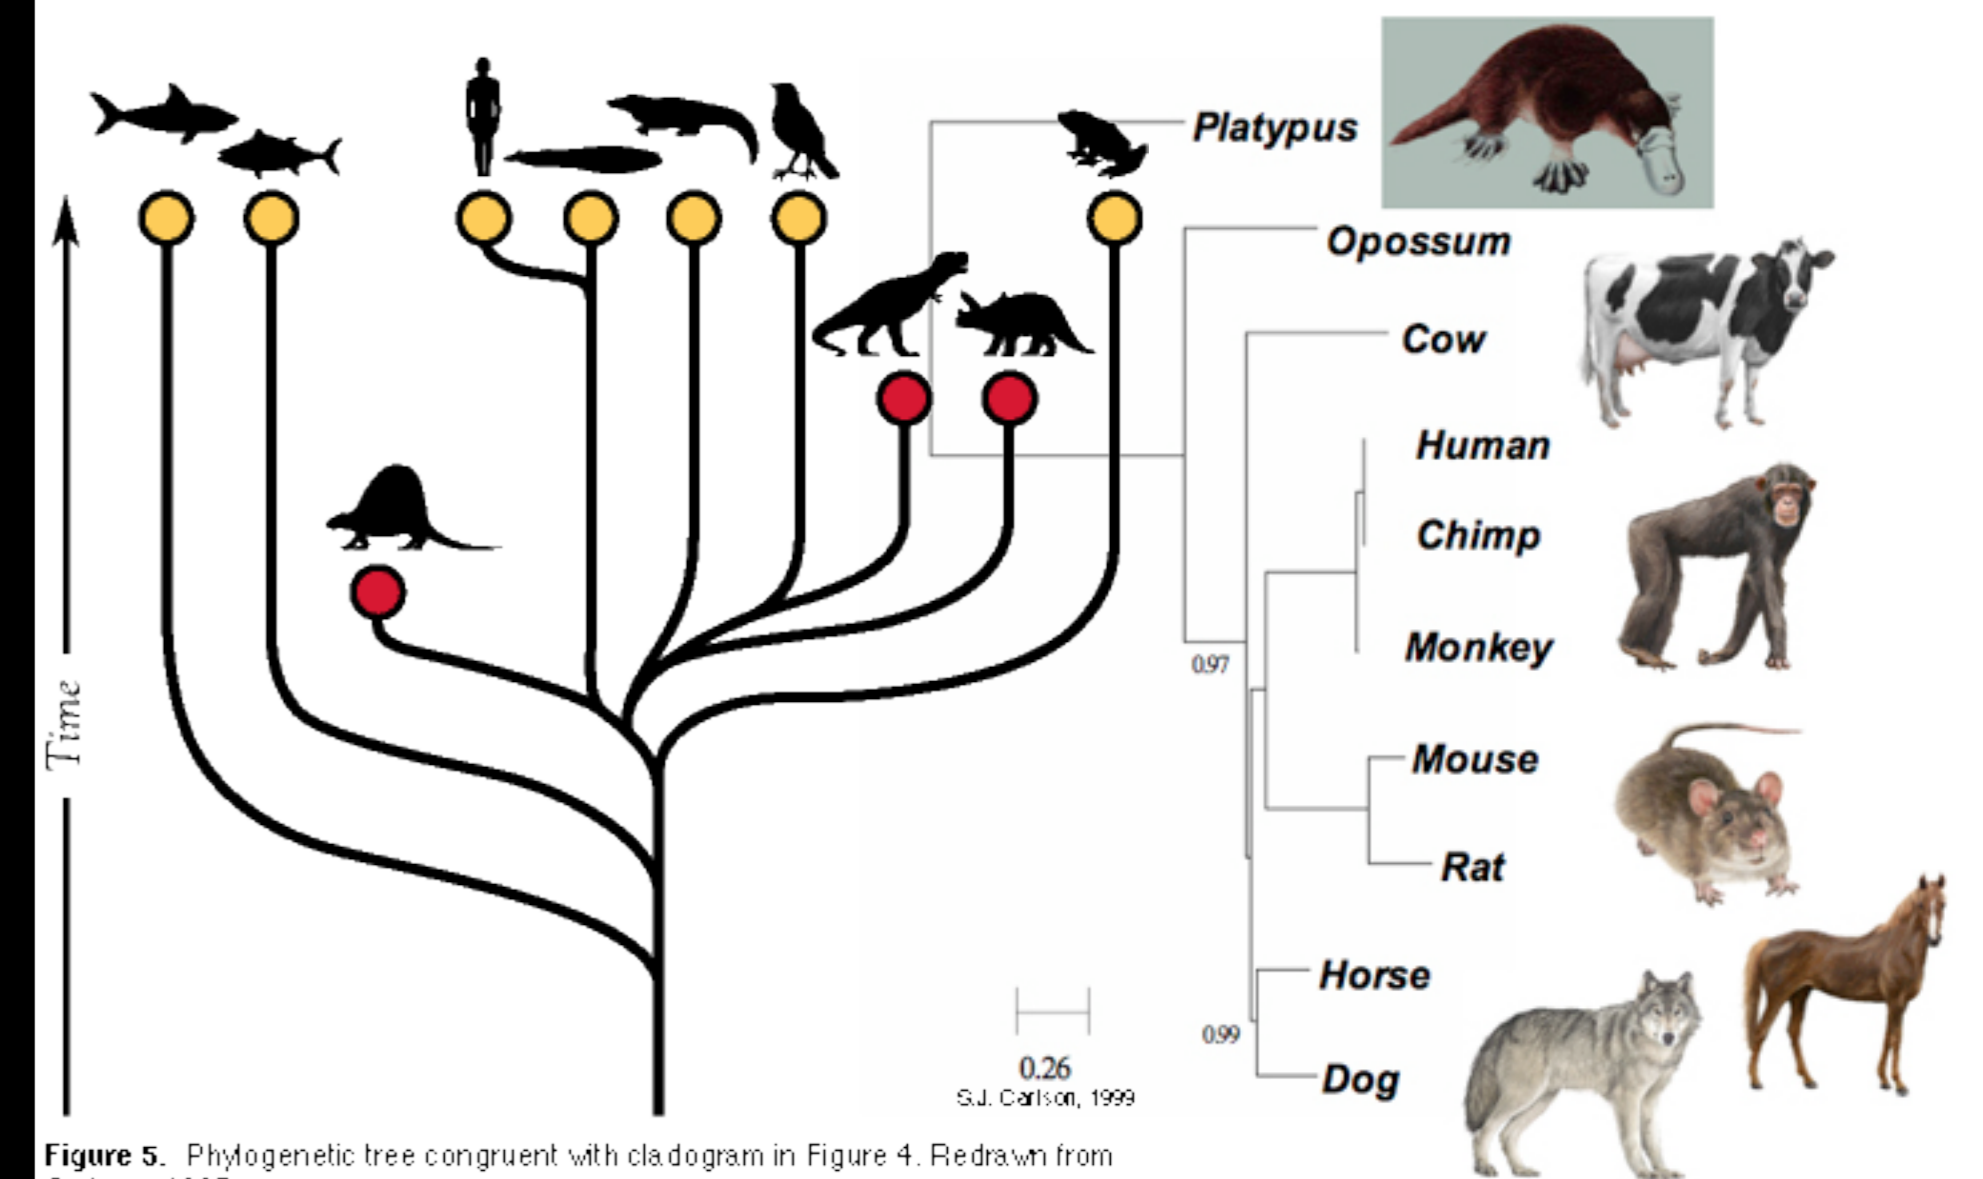 Platypus
Opossum
Cow
Human
Chimp
Monkey
0.97
Mouse
Rat
Horse
0.99
Dog
Time
0.26
S.J. Carlson, 1999
Figure 5. Phylogenetic tree congruent with cladogram in Figure 4. Redrawn from